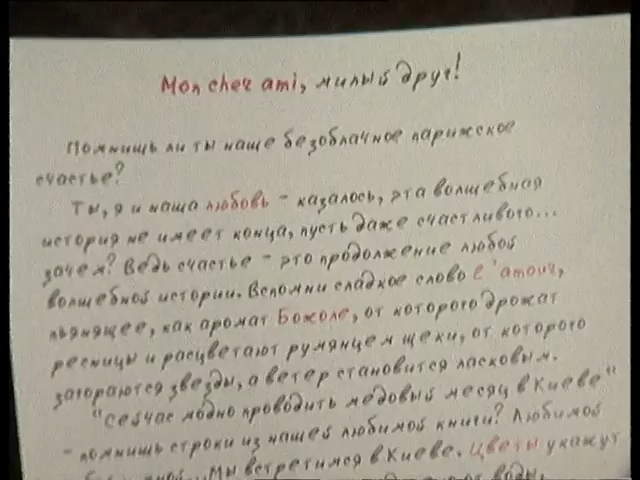 Mon cher ami, милый друг!
Помнишь ли ты наше безоблачное парижское
счастье?
Ты, я и наша любовь - казалось, эта волшебная
история не имеет конца, пусть даже счастливого...
зачем? Ведь счастье - это продолжение любой
волшебной истории. Вспомни сладкое слово l'amour,
пьянящее, как аромат Божоле, от которого дрожат
ресницы и расцветают румянцем щеки, от которого
загораются звезды, а ветер становится ласковым.
"Сейчас модно проводить медовый месяц в Киеве"
- помнишь строки из нашей любимой книги? Любимой
Мы встретимся в Киеве. Цветы укажут
воды,